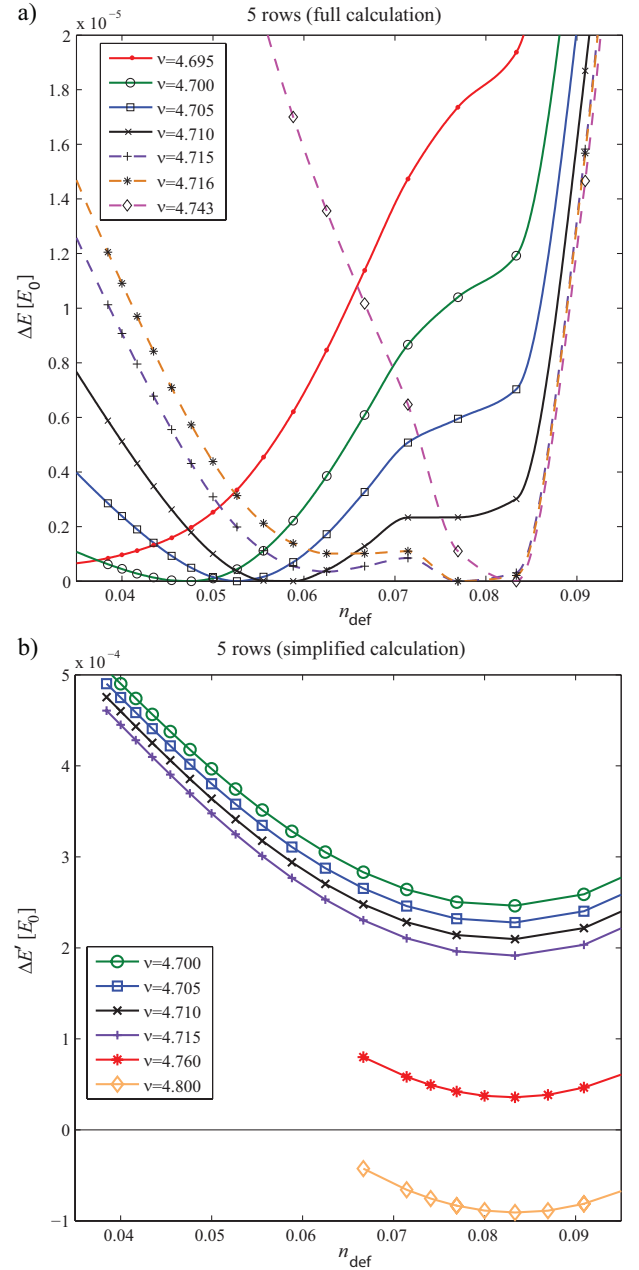 a)
5 rows (full calculation)
x 10⁻⁵
2
1.8
1.6
1.4
1.2
1
0.8
0.6
0.4
0.2
0
ΔE [E₀]
ν=4.695
ν=4.700
ν=4.705
ν=4.710
ν=4.715
ν=4.716
ν=4.743
0.04
0.05
0.06
0.07
0.08
0.09
n_def
b)
5 rows (simplified calculation)
x 10⁻⁴
5
4
3
2
1
0
−1
ΔE′ [E₀]
ν=4.700
ν=4.705
ν=4.710
ν=4.715
ν=4.760
ν=4.800
0.04
0.05
0.06
0.07
0.08
0.09
n_def